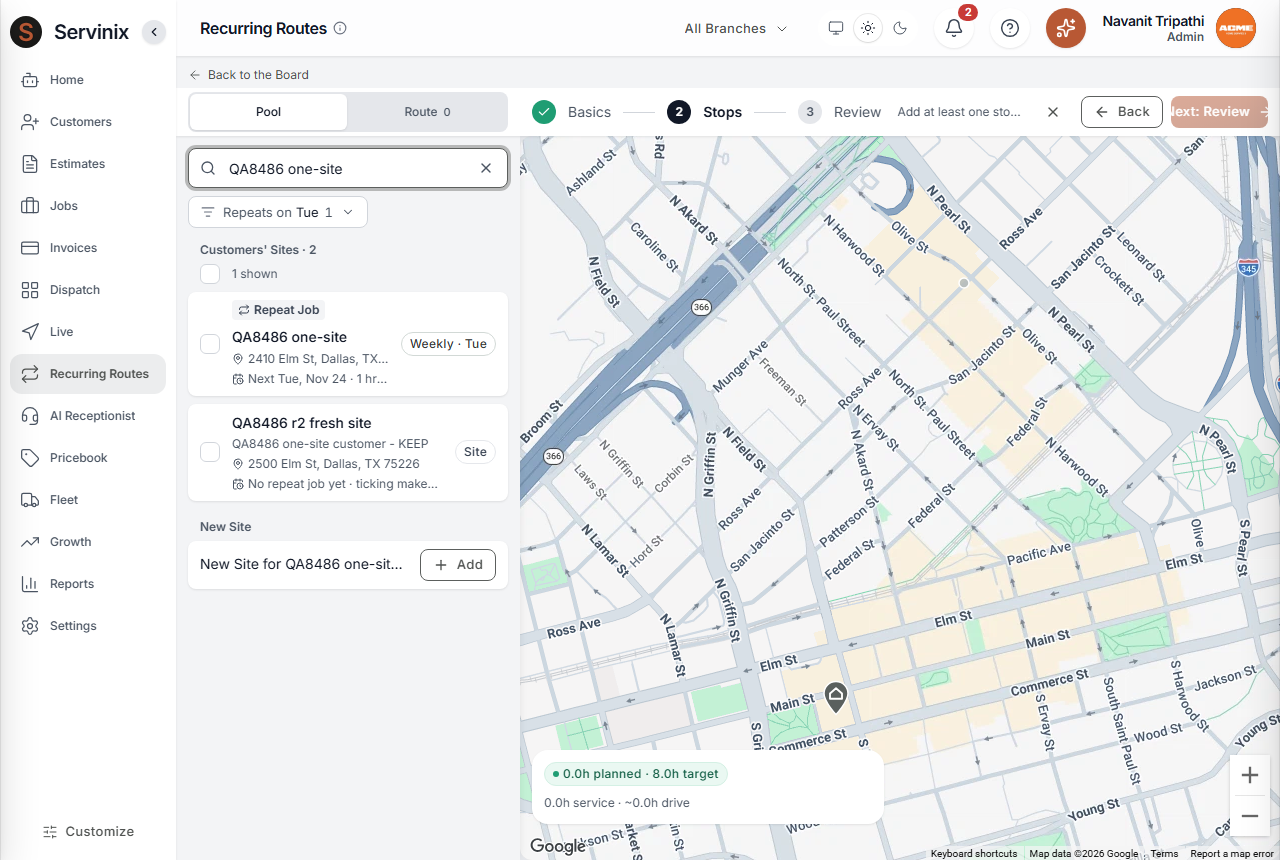 Servinix
Recurring Routes
All Branches
2
Navanit Tripathi
Admin
ACME
Home
Customers
Estimates
Jobs
Invoices
Dispatch
Live
Recurring Routes
AI Receptionist
Pricebook
Fleet
Growth
Reports
Settings
Customize
Back to the Board
Pool
Route 0
Basics
2 Stops
3 Review
Add at least one sto...
Back
Next: Review
QA8486 one-site
Repeats on Tue 1
Customers' Sites · 2
1 shown
Repeat Job
QA8486 one-site
Weekly · Tue
2410 Elm St, Dallas, TX...
Next Tue, Nov 24 · 1 hr...
QA8486 r2 fresh site
QA8486 one-site customer - KEEP
Site
2500 Elm St, Dallas, TX 75226
No repeat job yet · ticking make...
New Site
New Site for QA8486 one-sit...
Add
Ashland St
N Akard St
Caroline St
N Field St
366
N Pearl St
Olive St
N Harwood St
Ross Ave
San Jacinto St
Leonard St
Crockett St
345
North St. Paul Street
N Pearl St
Olive St
San Jacinto St
Munger Ave
Freeman St
Ross Ave
North St. Paul Street
N Ervay St
N Akard St
Federal St
N Harwood St
N Pearl St
Broom St
366
N Griffin St
Laws St
Corbin St
N Griffin St
N Field St
Ross Ave
San Jacinto St
Patterson St
Federal St
Federal St
N Lamar St
Hord St
Pacific Ave
Elm St
Olive
S Pearl St
N Griffin St
Ross Ave
N Lamar St
Elm St
Elm St
Main St
Main St
Commerce St
Commerce St
S Ervay St
South Saint Paul St
S Harwood St
Jackson St
Wood St
Young St
Young St
0.0h planned · 8.0h target
0.0h service · ~0.0h drive
Google
Keyboard shortcuts
Map data ©2026 Google
Terms
Report a map error